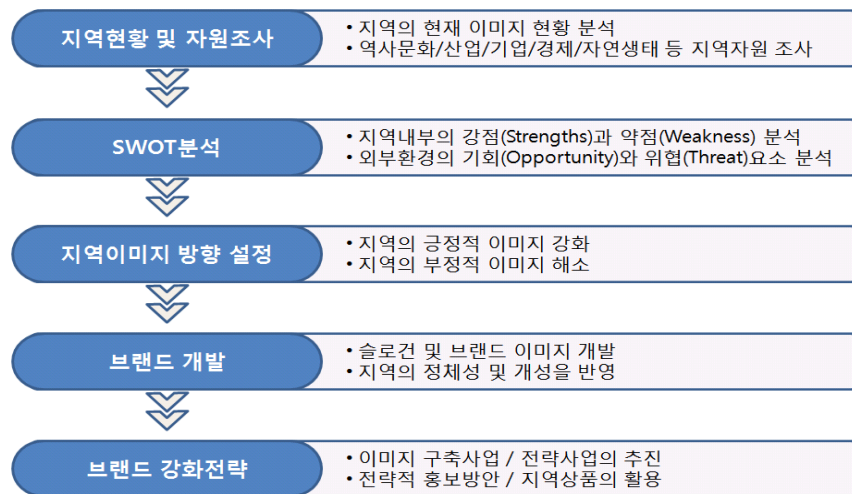 지역현황 및 자원조사
• 지역의 현재 이미지 현황 분석
• 역사문화/산업/기업/경제/자연생태 등 지역자원 조사
SWOT분석
• 지역내부의 강점(Strengths)과 약점(Weakness) 분석
• 외부환경의 기회(Opportunity)와 위협(Threat)요소 분석
지역이미지 방향 설정
• 지역의 긍정적 이미지 강화
• 지역의 부정적 이미지 해소
브랜드 개발
• 슬로건 및 브랜드 이미지 개발
• 지역의 정체성 및 개성을 반영
브랜드 강화전략
• 이미지 구축사업 / 전략사업의 추진
• 전략적 홍보방안 / 지역상품의 활용